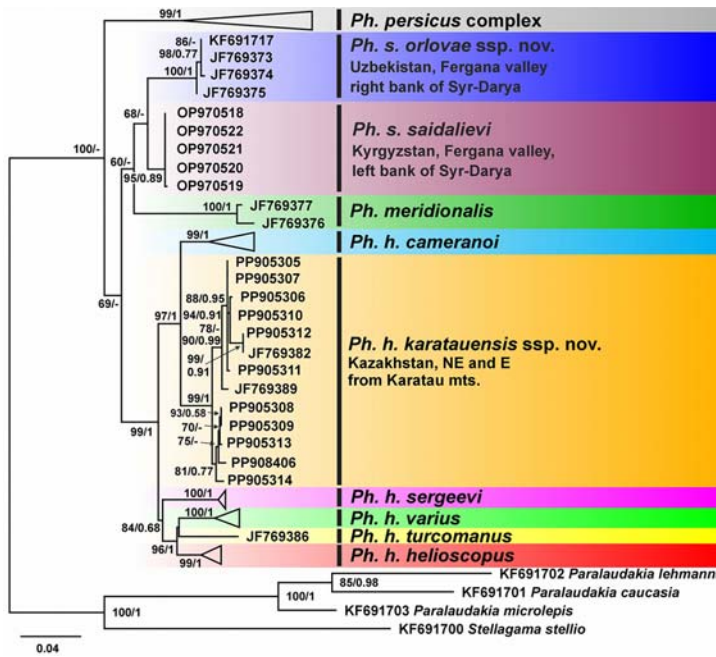 99/1
Ph. persicus complex
86/-
KF691717
Ph. s. orlovae ssp. nov.
98/0.77
JF769373
Uzbekistan, Fergana valley
100/1
JF769374
right bank of Syr-Darya
JF769375
68/-
OP970518
OP970522
Ph. s. saidalievi
OP970521
Kyrgyzstan, Fergana valley,
100/-
60/-
OP970520
left bank of Syr-Darya
95/0.89
OP970519
100/1
JF769377
Ph. meridionalis
JF769376
99/1
Ph. h. cameranoi
PP905305
PP905307
69/-
88/0.95
PP905306
97/1
94/0.91
PP905310
78/-
PP905312
90/0.99
Ph. h. karatauensis ssp. nov.
JF769382
Kazakhstan, NE and E
99/
0.91
PP905311
from Karatau mts.
JF769389
99/1
93/0.58
PP905308
70/-
PP905309
99/1
75/-
PP905313
PP908406
81/0.77
PP905314
100/1
Ph. h. sergeevi
84/0.68
100/1
Ph. h. varius
JF769386
Ph. h. turcomanus
96/1
99/1
Ph. h. helioscopus
KF691702 Paralaudakia lehmann
85/0.98
KF691701 Paralaudakia caucasia
100/1
100/1
KF691703 Paralaudakia microlepis
KF691700 Stellagama stellio
0.04